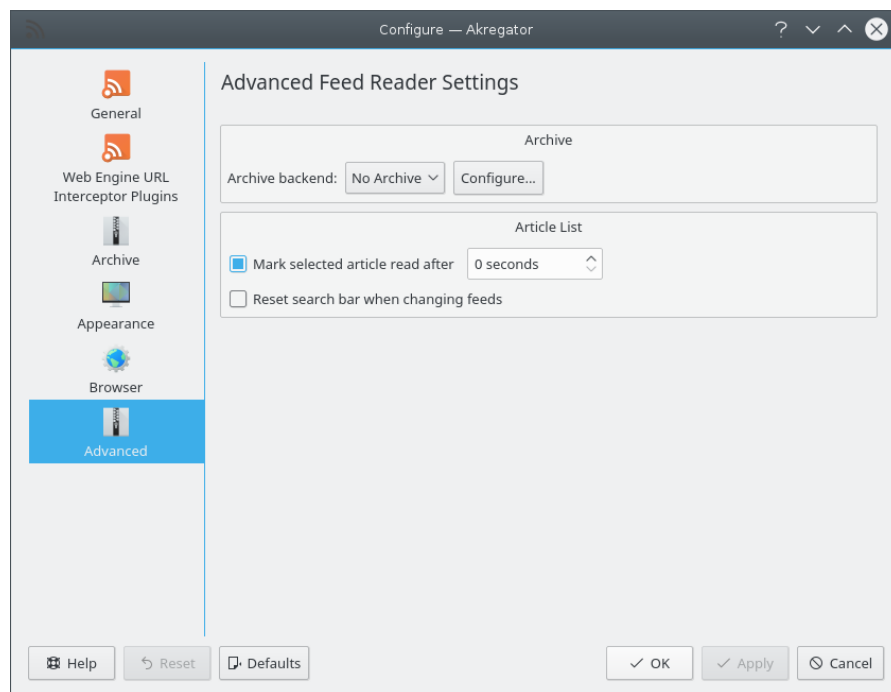 Configure — Akregator
General
Web Engine URL
Interceptor Plugins
Archive
Appearance
Browser
Advanced
Advanced Feed Reader Settings
Archive
Archive backend: No Archive Configure...
Article List
Mark selected article read after 0 seconds
Reset search bar when changing feeds
Help Reset Defaults OK Apply Cancel